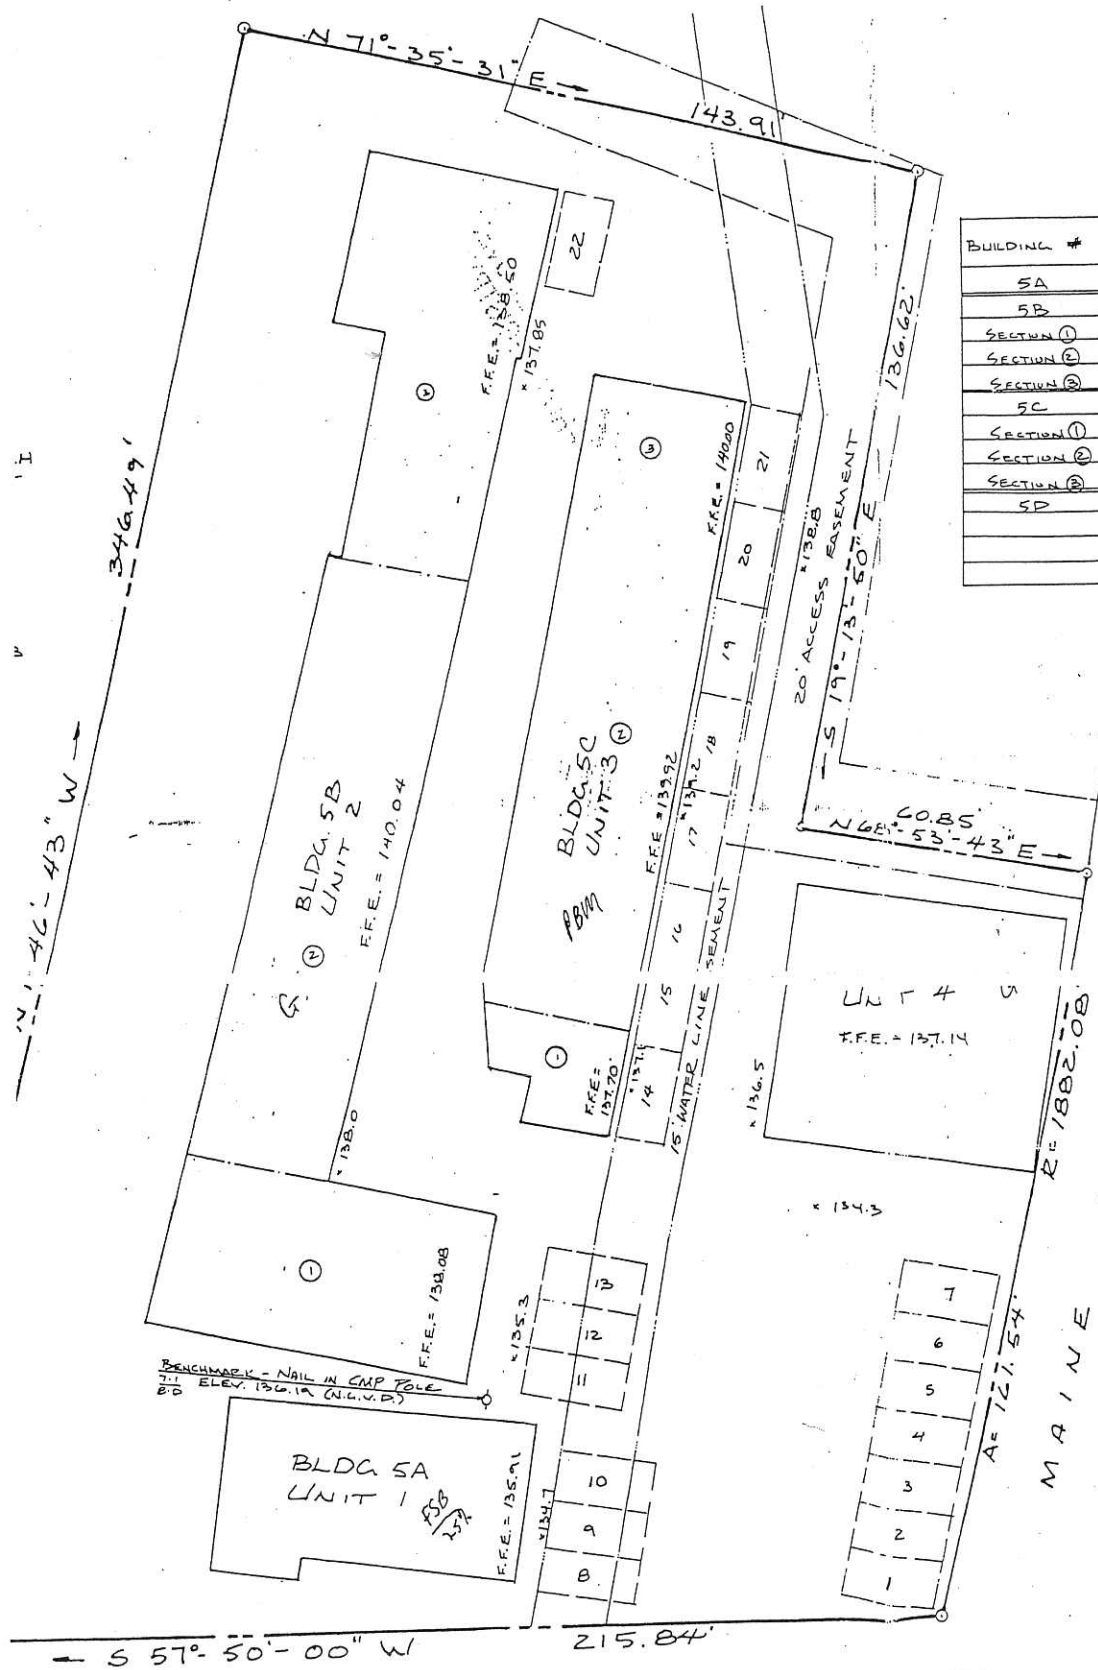 N 71°-35'-31" E
143.91'
BUILDING #
5A
5B
SECTION ①
SECTION ②
SECTION ③
5C
SECTION ①
SECTION ②
SECTION ③
5D
136.62'
S 19°-13'-50" E
20' ACCESS EASEMENT
346.49'
-46'-43" W
22
F.F.E. = 138.50
× 137.85
③
F.F.E. = 140.00
21
20
19
18
17
16
15
14
× 138.8
× 139.2
BLDG. 5B
UNIT 2
F.F.E. = 140.04
②
G.
BLDG. 5C
UNIT 3
②
PBM
F.F.E = 139.92
60.85'
-53'-43" E
UNIT 4
F.F.E. = 137.14
R = 1882.08'
①
F.F.E =
137.70'
15' WATER LINE
SEMENT
× 136.5
× 138.0
× 134.3
①
F.F.E. = 138.08
× 135.3
13
12
11
7
6
5
4
3
2
1
A = 121.54'
MAINE
BENCHMARK - NAIL IN CMP POLE
ELEV. 136.19 (N.G.V.D.)
BLDG 5A
UNIT 1
F.F.E. = 135.91
× 134.7
10
9
8
S 57°-50'-00" W
215.84'